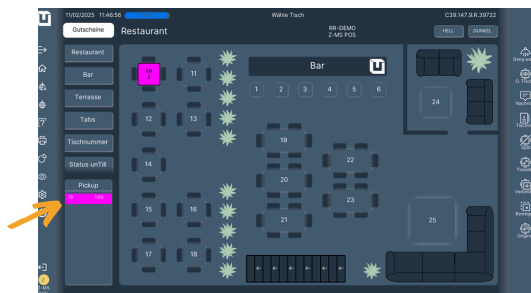 11/02/2025 11:46:56
Wähle Tisch
C39.147.9.R.39722
Gutscheine
Restaurant
RR-DEMO
Z-MS POS
HELL
DUNKEL
Restaurant
Bar
Terrasse
Tabs
Tischnummer
Status unTill
Pickup
10
11
Bar
1 2 3 4 5 6
24
12 13
19
14
22
20
23
15 16
21
25
17 18
Z-MS